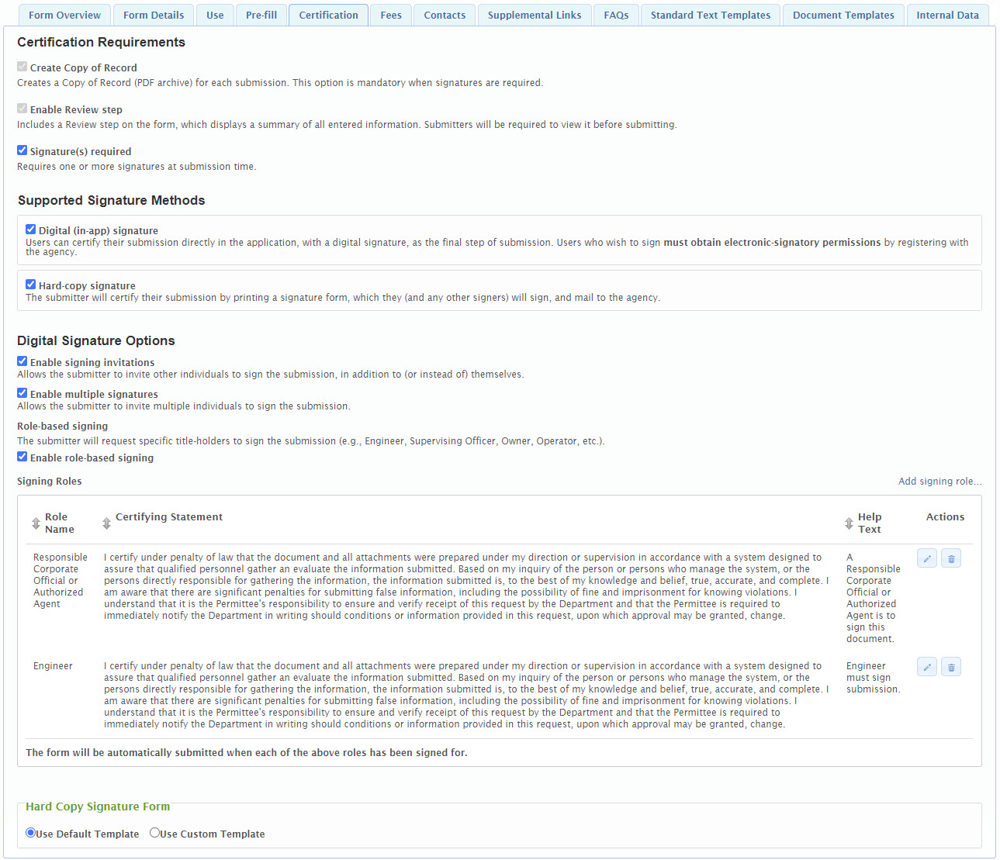 Form Overview Form Details Use Pre-fill Certification Fees Contacts Supplemental Links FAQs Standard Text Templates Document Templates Internal Data
Certification Requirements
Create Copy of Record
Creates a Copy of Record (PDF archive) for each submission. This option is mandatory when signatures are required.
Enable Review step
Includes a Review step on the form, which displays a summary of all entered information. Submitters will be required to view it before submitting.
Signature(s) required
Requires one or more signatures at submission time.
Supported Signature Methods
Digital (in-app) signature
Users can certify their submission directly in the application, with a digital signature, as the final step of submission. Users who wish to sign must obtain electronic-signatory permissions by registering with
the agency.
Hard-copy signature
The submitter will certify their submission by printing a signature form, which they (and any other signers) will sign, and mail to the agency.
Digital Signature Options
Enable signing invitations
Allows the submitter to invite other individuals to sign the submission, in addition to (or instead of) themselves.
Enable multiple signatures
Allows the submitter to invite multiple individuals to sign the submission.
Role-based signing
The submitter will request specific title-holders to sign the submission (e.g., Engineer, Supervising Officer, Owner, Operator, etc.).
Enable role-based signing
Signing Roles
Add signing role...
Role
Name
Certifying Statement
Help
Text
Actions
Responsible
Corporate
Official or
Authorized
Agent
I certify under penalty of law that the document and all attachments were prepared under my direction or supervision in accordance with a system designed to
assure that qualified personnel gather an evaluate the information submitted. Based on my inquiry of the person or persons who manage the system, or the
persons directly responsible for gathering the information, the information submitted is, to the best of my knowledge and belief, true, accurate, and complete. I
am aware that there are significant penalties for submitting false information, including the possibility of fine and imprisonment for knowing violations. I
understand that it is the Permittee's responsibility to ensure and verify receipt of this request by the Department and that the Permittee is required to
immediately notify the Department in writing should conditions or information provided in this request, upon which approval may be granted, change.
A
Responsible
Corporate
Official or
Authorized
Agent is to
sign this
document.
Engineer
I certify under penalty of law that the document and all attachments were prepared under my direction or supervision in accordance with a system designed to
assure that qualified personnel gather an evaluate the information submitted. Based on my inquiry of the person or persons who manage the system, or the
persons directly responsible for gathering the information, the information submitted is, to the best of my knowledge and belief, true, accurate, and complete. I
am aware that there are significant penalties for submitting false information, including the possibility of fine and imprisonment for knowing violations. I
understand that it is the Permittee's responsibility to ensure and verify receipt of this request by the Department and that the Permittee is required to
immediately notify the Department in writing should conditions or information provided in this request, upon which approval may be granted, change.
Engineer
must sign
submission.
The form will be automatically submitted when each of the above roles has been signed for.
Hard Copy Signature Form
Use Default Template Use Custom Template